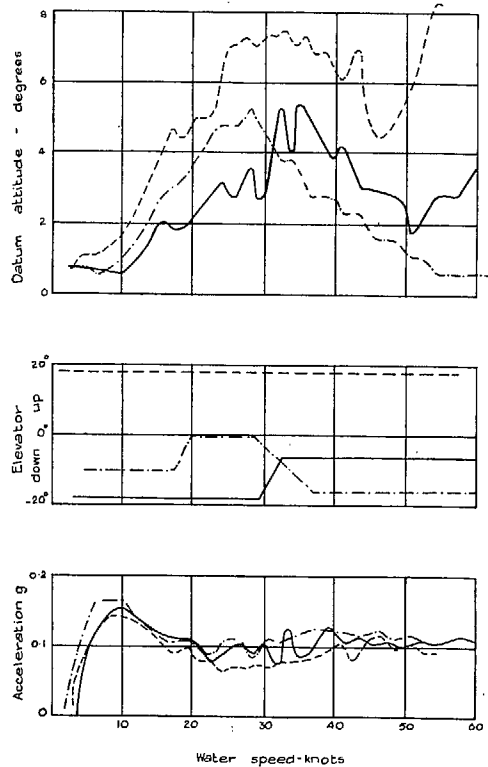 Datum attitude - degrees
8
6
4
2
0
Elevator
down up
20°
0°
-20°
Acceleration g
0·2
0·1
0
10 20 30 40 50 60
Water speed-knots